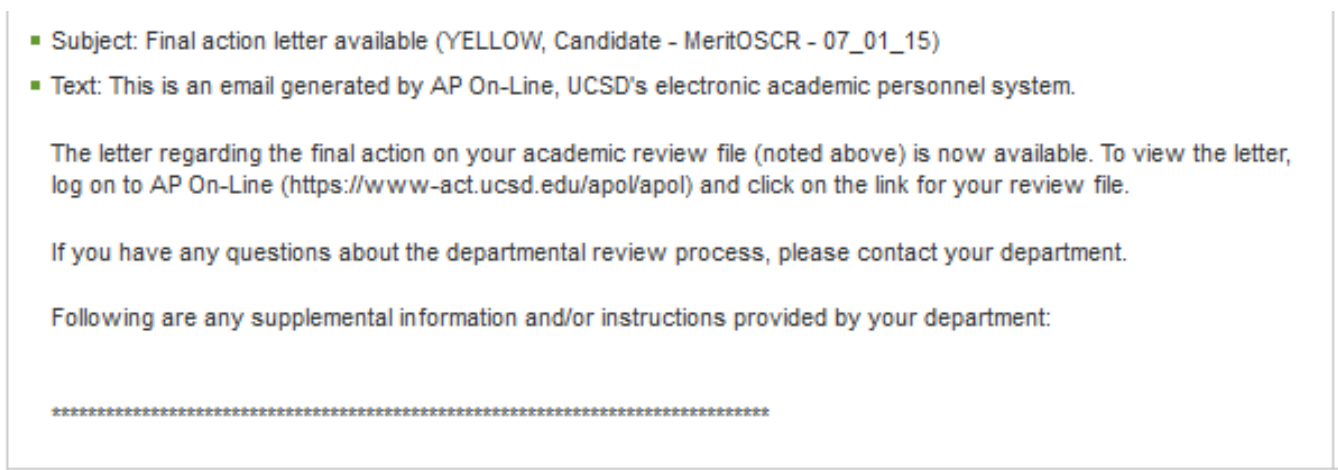 ▪ Subject: Final action letter available (YELLOW, Candidate - MeritOSCR - 07_01_15)
▪ Text: This is an email generated by AP On-Line, UCSD's electronic academic personnel system.
The letter regarding the final action on your academic review file (noted above) is now available. To view the letter,
log on to AP On-Line (https://www-act.ucsd.edu/apol/apol) and click on the link for your review file.
If you have any questions about the departmental review process, please contact your department.
Following are any supplemental information and/or instructions provided by your department:
********************************************************************************